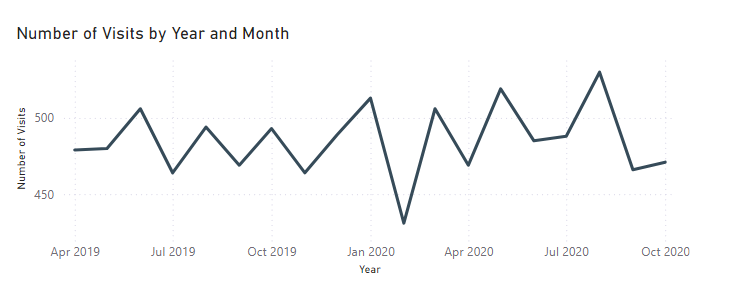 Number of Visits by Year and Month
Number of Visits
500
450
Apr 2019 Jul 2019 Oct 2019 Jan 2020 Apr 2020 Jul 2020 Oct 2020
Year